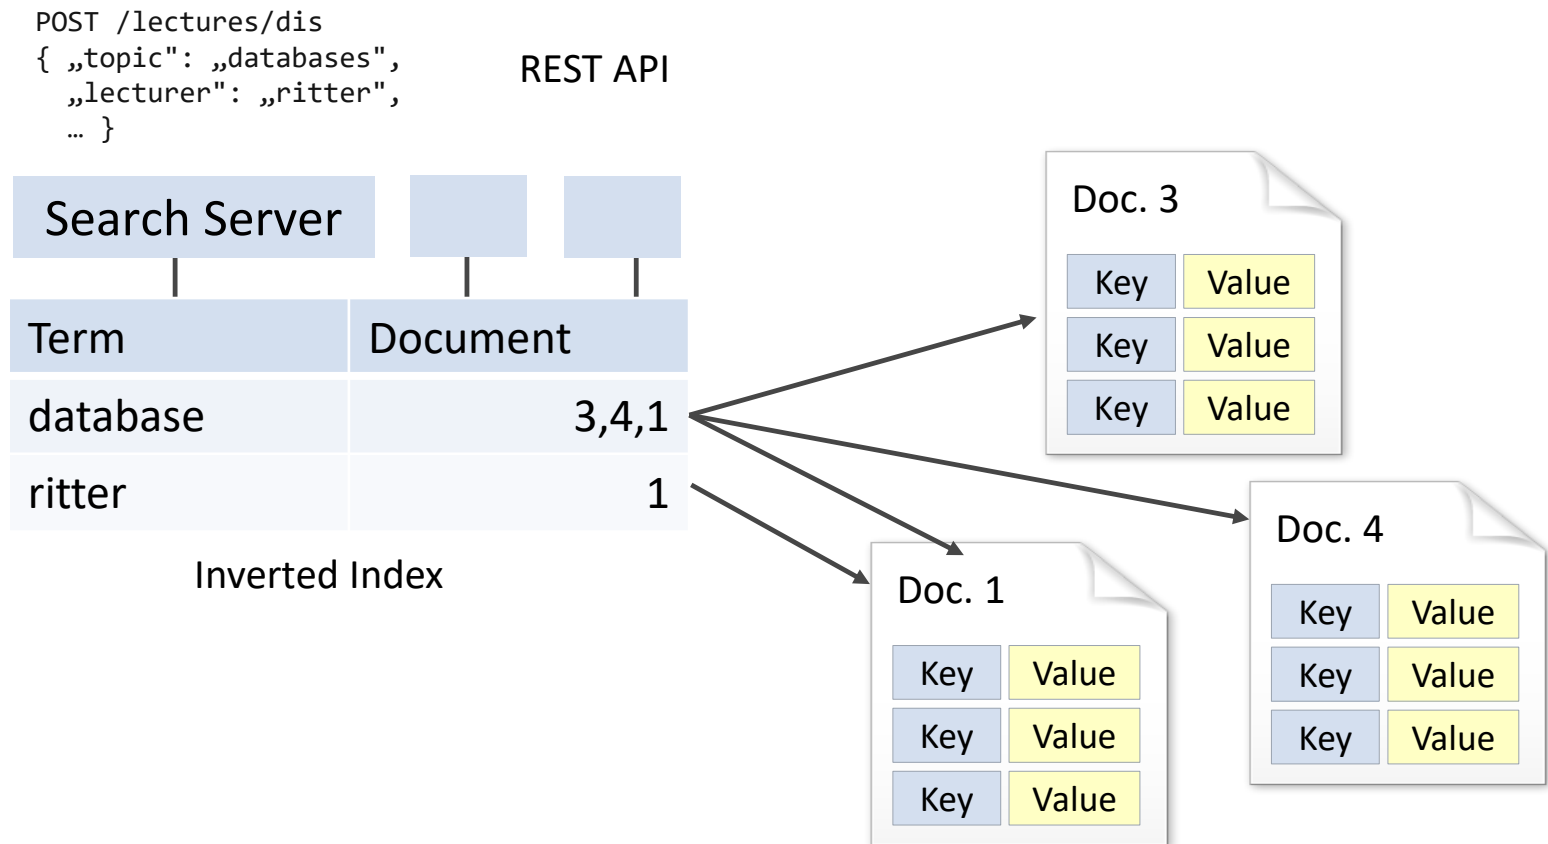 POST /lectures/dis
{ „topic": „databases",
„lecturer": „ritter",
… }
REST API
Search Server
Term Document
database 3,4,1
ritter 1
Inverted Index
Doc. 3
Key Value
Key Value
Key Value
Doc. 4
Key Value
Key Value
Key Value
Doc. 1
Key Value
Key Value
Key Value